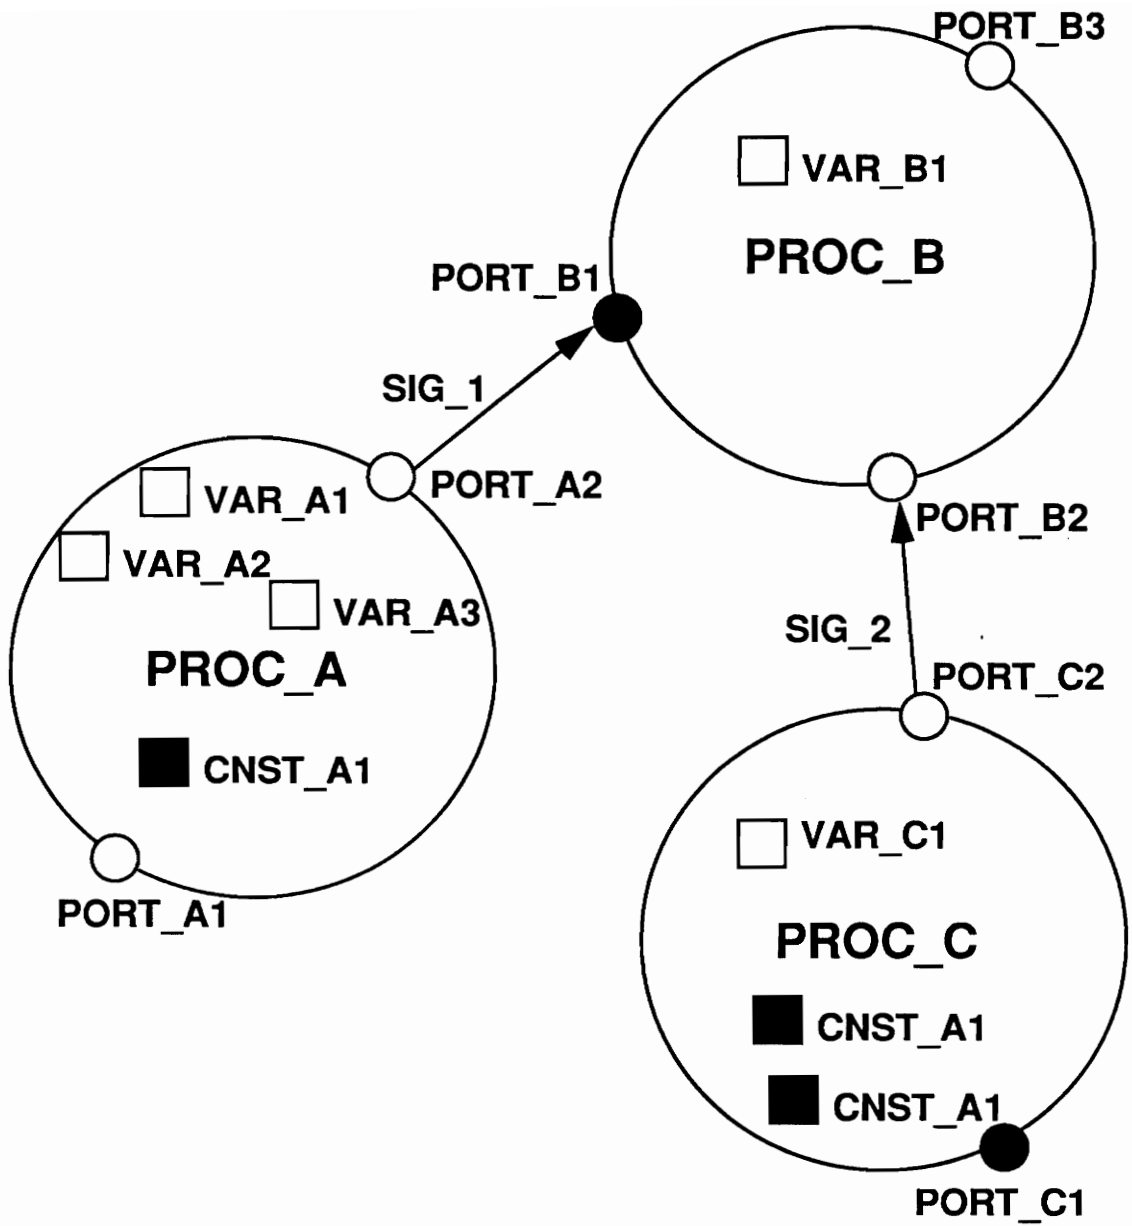 PORT_B3
VAR_B1
PROC_B
PORT_B1
SIG_1
PORT_A2
VAR_A1
PORT_B2
VAR_A2
VAR_A3
SIG_2
PROC_A
PORT_C2
CNST_A1
VAR_C1
PORT_A1
PROC_C
CNST_A1
CNST_A1
PORT_C1